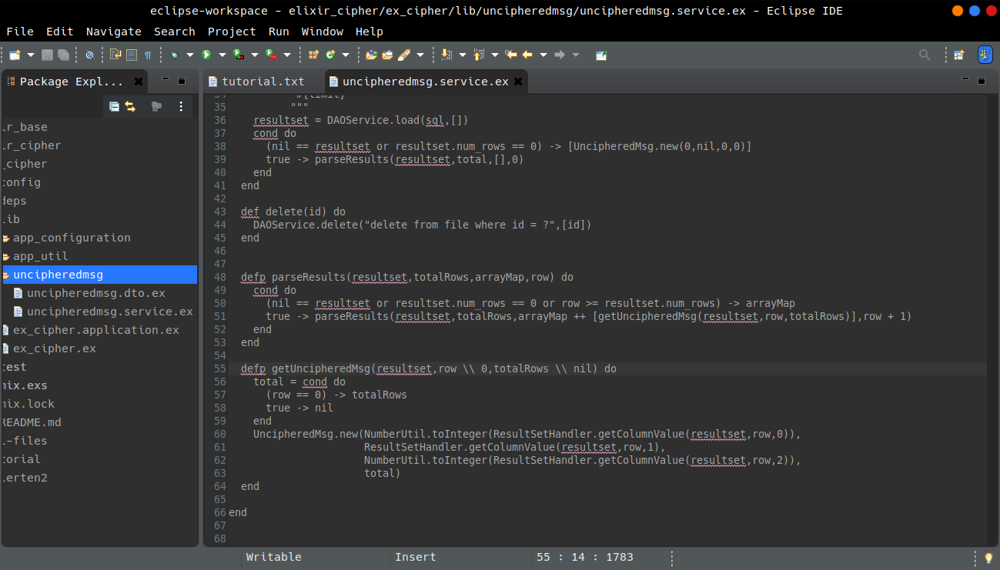 eclipse-workspace - elixir_cipher/ex_cipher/lib/uncipheredmsg/uncipheredmsg.service.ex - Eclipse IDE
File Edit Navigate Search Project Run Window Help
Package Expl...
tutorial.txt
uncipheredmsg.service.ex
ir_base
ir_cipher
_cipher
config
deps
lib
app_configuration
app_util
uncipheredmsg
uncipheredmsg.dto.ex
uncipheredmsg.service.ex
ex_cipher.application.ex
ex_cipher.ex
test
mix.exs
mix.lock
README.md
l-files
torial
lerten2
34 #{limit}
35 """
36 resultset = DAOService.load(sql,[])
37 cond do
38 (nil == resultset or resultset.num_rows == 0) -> [UncipheredMsg.new(0,nil,0,0)]
39 true -> parseResults(resultset,total,[],0)
40 end
41 end
42
43 def delete(id) do
44 DAOService.delete("delete from file where id = ?",[id])
45 end
46
47
48 defp parseResults(resultset,totalRows,arrayMap,row) do
49 cond do
50 (nil == resultset or resultset.num_rows == 0 or row >= resultset.num_rows) -> arrayMap
51 true -> parseResults(resultset,totalRows,arrayMap ++ [getUncipheredMsg(resultset,row,totalRows)],row + 1)
52 end
53 end
54
55 defp getUncipheredMsg(resultset,row \\ 0,totalRows \\ nil) do
56 total = cond do
57 (row == 0) -> totalRows
58 true -> nil
59 end
60 UncipheredMsg.new(NumberUtil.toInteger(ResultSetHandler.getColumnValue(resultset,row,0)),
61 ResultSetHandler.getColumnValue(resultset,row,1),
62 NumberUtil.toInteger(ResultSetHandler.getColumnValue(resultset,row,2)),
63 total)
64 end
65
66 end
67
68
Writable
Insert
55 : 14 : 1783